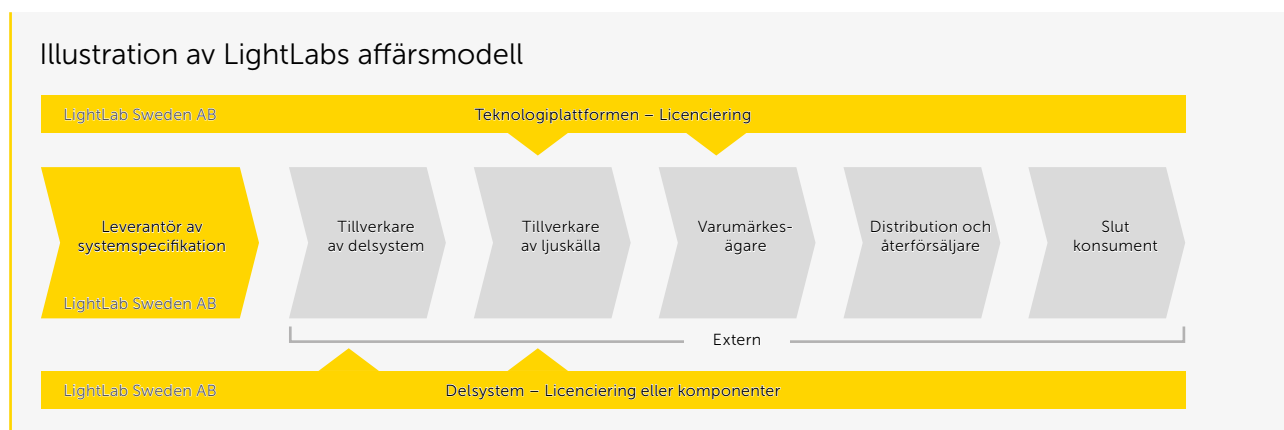 Illustration av LightLabs affärsmodell
LightLab Sweden AB
Teknologiplattformen – Licenciering
Leverantör av
systemspecifikation
LightLab Sweden AB
Tillverkare
av delsystem
Tillverkare
av ljuskälla
Varumärkes-
ägare
Distribution och
återförsäljare
Slut
konsument
Extern
LightLab Sweden AB
Delsystem – Licenciering eller komponenter